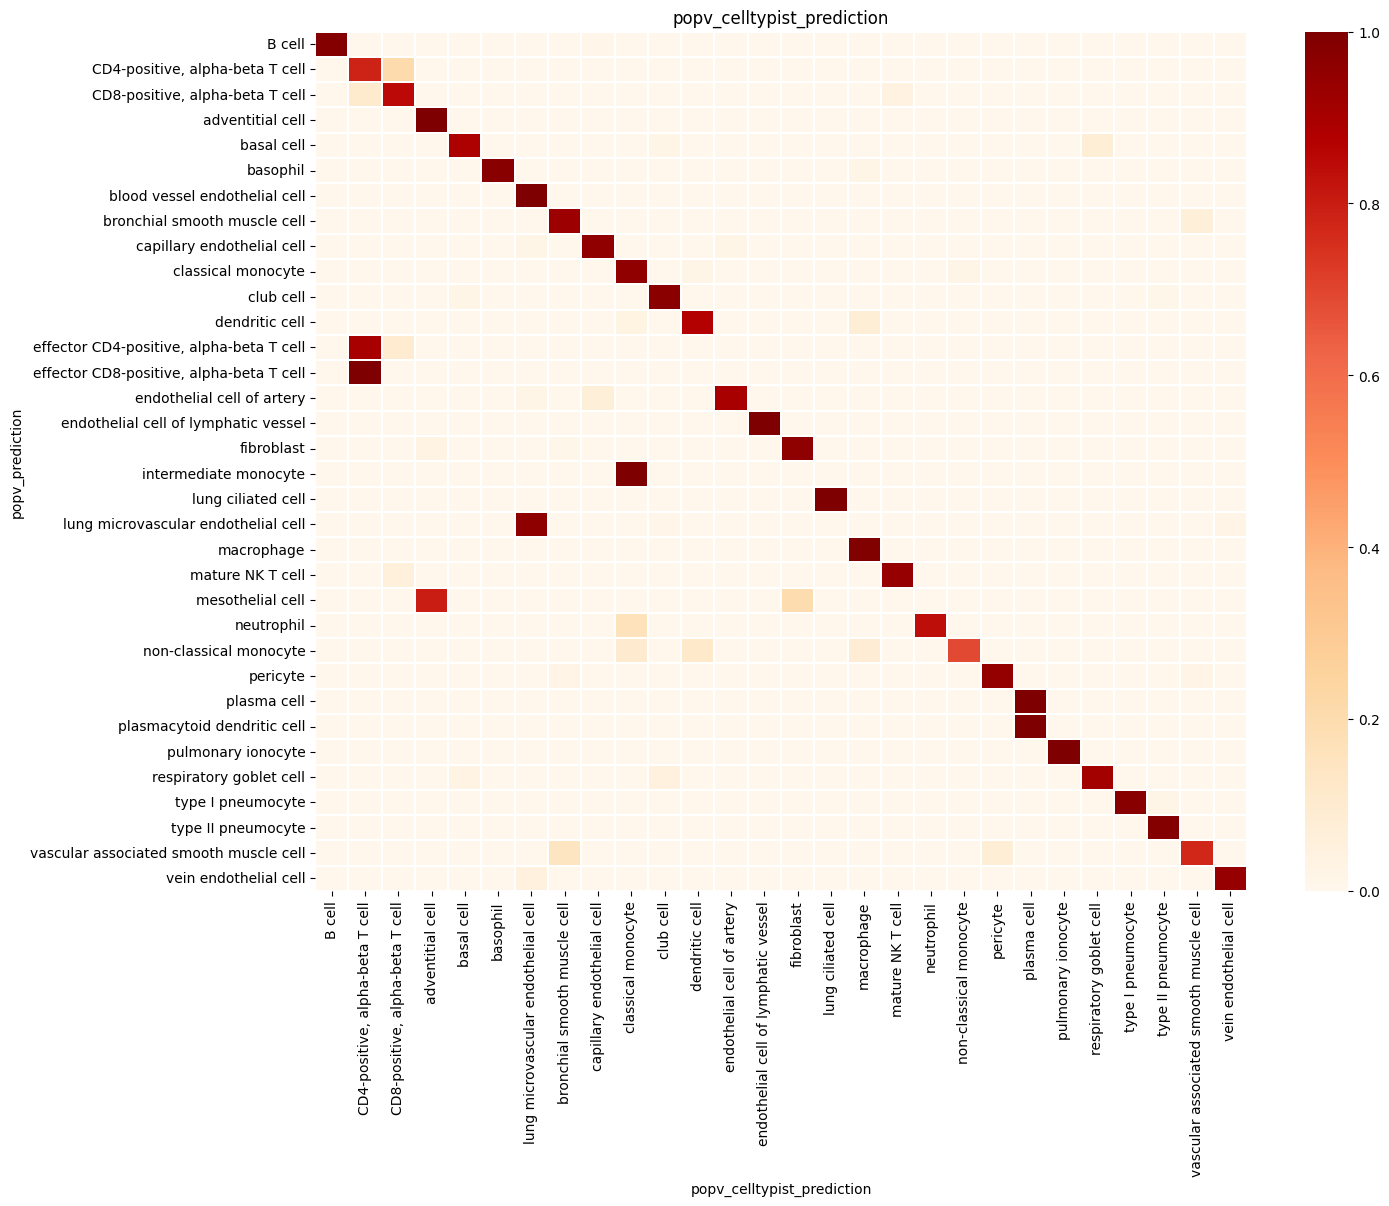 popv_celltypist_prediction
B cell
CD4-positive, alpha-beta T cell
CD8-positive, alpha-beta T cell
adventitial cell
basal cell
basophil
blood vessel endothelial cell
bronchial smooth muscle cell
capillary endothelial cell
classical monocyte
club cell
dendritic cell
effector CD4-positive, alpha-beta T cell
effector CD8-positive, alpha-beta T cell
endothelial cell of artery
endothelial cell of lymphatic vessel
fibroblast
intermediate monocyte
lung ciliated cell
lung microvascular endothelial cell
macrophage
mature NK T cell
mesothelial cell
neutrophil
non-classical monocyte
pericyte
plasma cell
plasmacytoid dendritic cell
pulmonary ionocyte
respiratory goblet cell
type I pneumocyte
type II pneumocyte
vascular associated smooth muscle cell
vein endothelial cell
popv_prediction
B cell
CD4-positive, alpha-beta T cell
CD8-positive, alpha-beta T cell
adventitial cell
basal cell
basophil
lung microvascular endothelial cell
bronchial smooth muscle cell
capillary endothelial cell
classical monocyte
club cell
dendritic cell
endothelial cell of artery
endothelial cell of lymphatic vessel
fibroblast
lung ciliated cell
macrophage
mature NK T cell
neutrophil
non-classical monocyte
pericyte
plasma cell
pulmonary ionocyte
respiratory goblet cell
type I pneumocyte
type II pneumocyte
vascular associated smooth muscle cell
vein endothelial cell
popv_celltypist_prediction
1.0
0.8
0.6
0.4
0.2
0.0